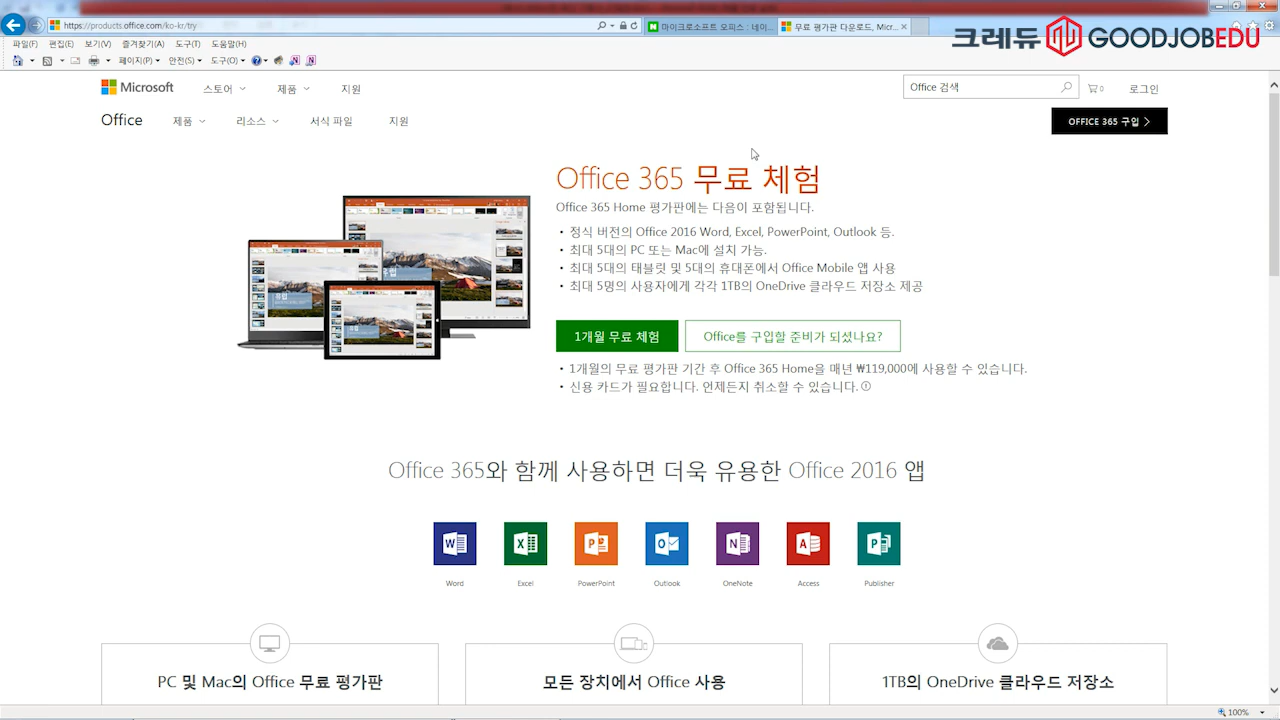 https://products.office.com/ko-kr/try
마이크로소프트 오피스 : 네이...
무료 평가판 다운로드, Micr...
크레듀 GOODJOBEDU
파일(F) 편집(E) 보기(V) 즐겨찾기(A) 도구(T) 도움말(H)
페이지(P) 안전(S) 도구(O)
Microsoft 스토어 제품 지원
Office 검색
0
로그인
Office 제품 리소스 서식 파일 지원
OFFICE 365 구입
Office 365 무료 체험
Office 365 Home 평가판에는 다음이 포함됩니다.
• 정식 버전의 Office 2016 Word, Excel, PowerPoint, Outlook 등.
• 최대 5대의 PC 또는 Mac에 설치 가능.
• 최대 5대의 태블릿 및 5대의 휴대폰에서 Office Mobile 앱 사용
• 최대 5명의 사용자에게 각각 1TB의 OneDrive 클라우드 저장소 제공
1개월 무료 체험
Office를 구입할 준비가 되셨나요?
• 1개월의 무료 평가판 기간 후 Office 365 Home을 매년 ₩119,000에 사용할 수 있습니다.
• 신용 카드가 필요합니다. 언제든지 취소할 수 있습니다.
Office 365와 함께 사용하면 더욱 유용한 Office 2016 앱
Word Excel PowerPoint Outlook OneNote Access Publisher
PC 및 Mac의 Office 무료 평가판
모든 장치에서 Office 사용
1TB의 OneDrive 클라우드 저장소
100%